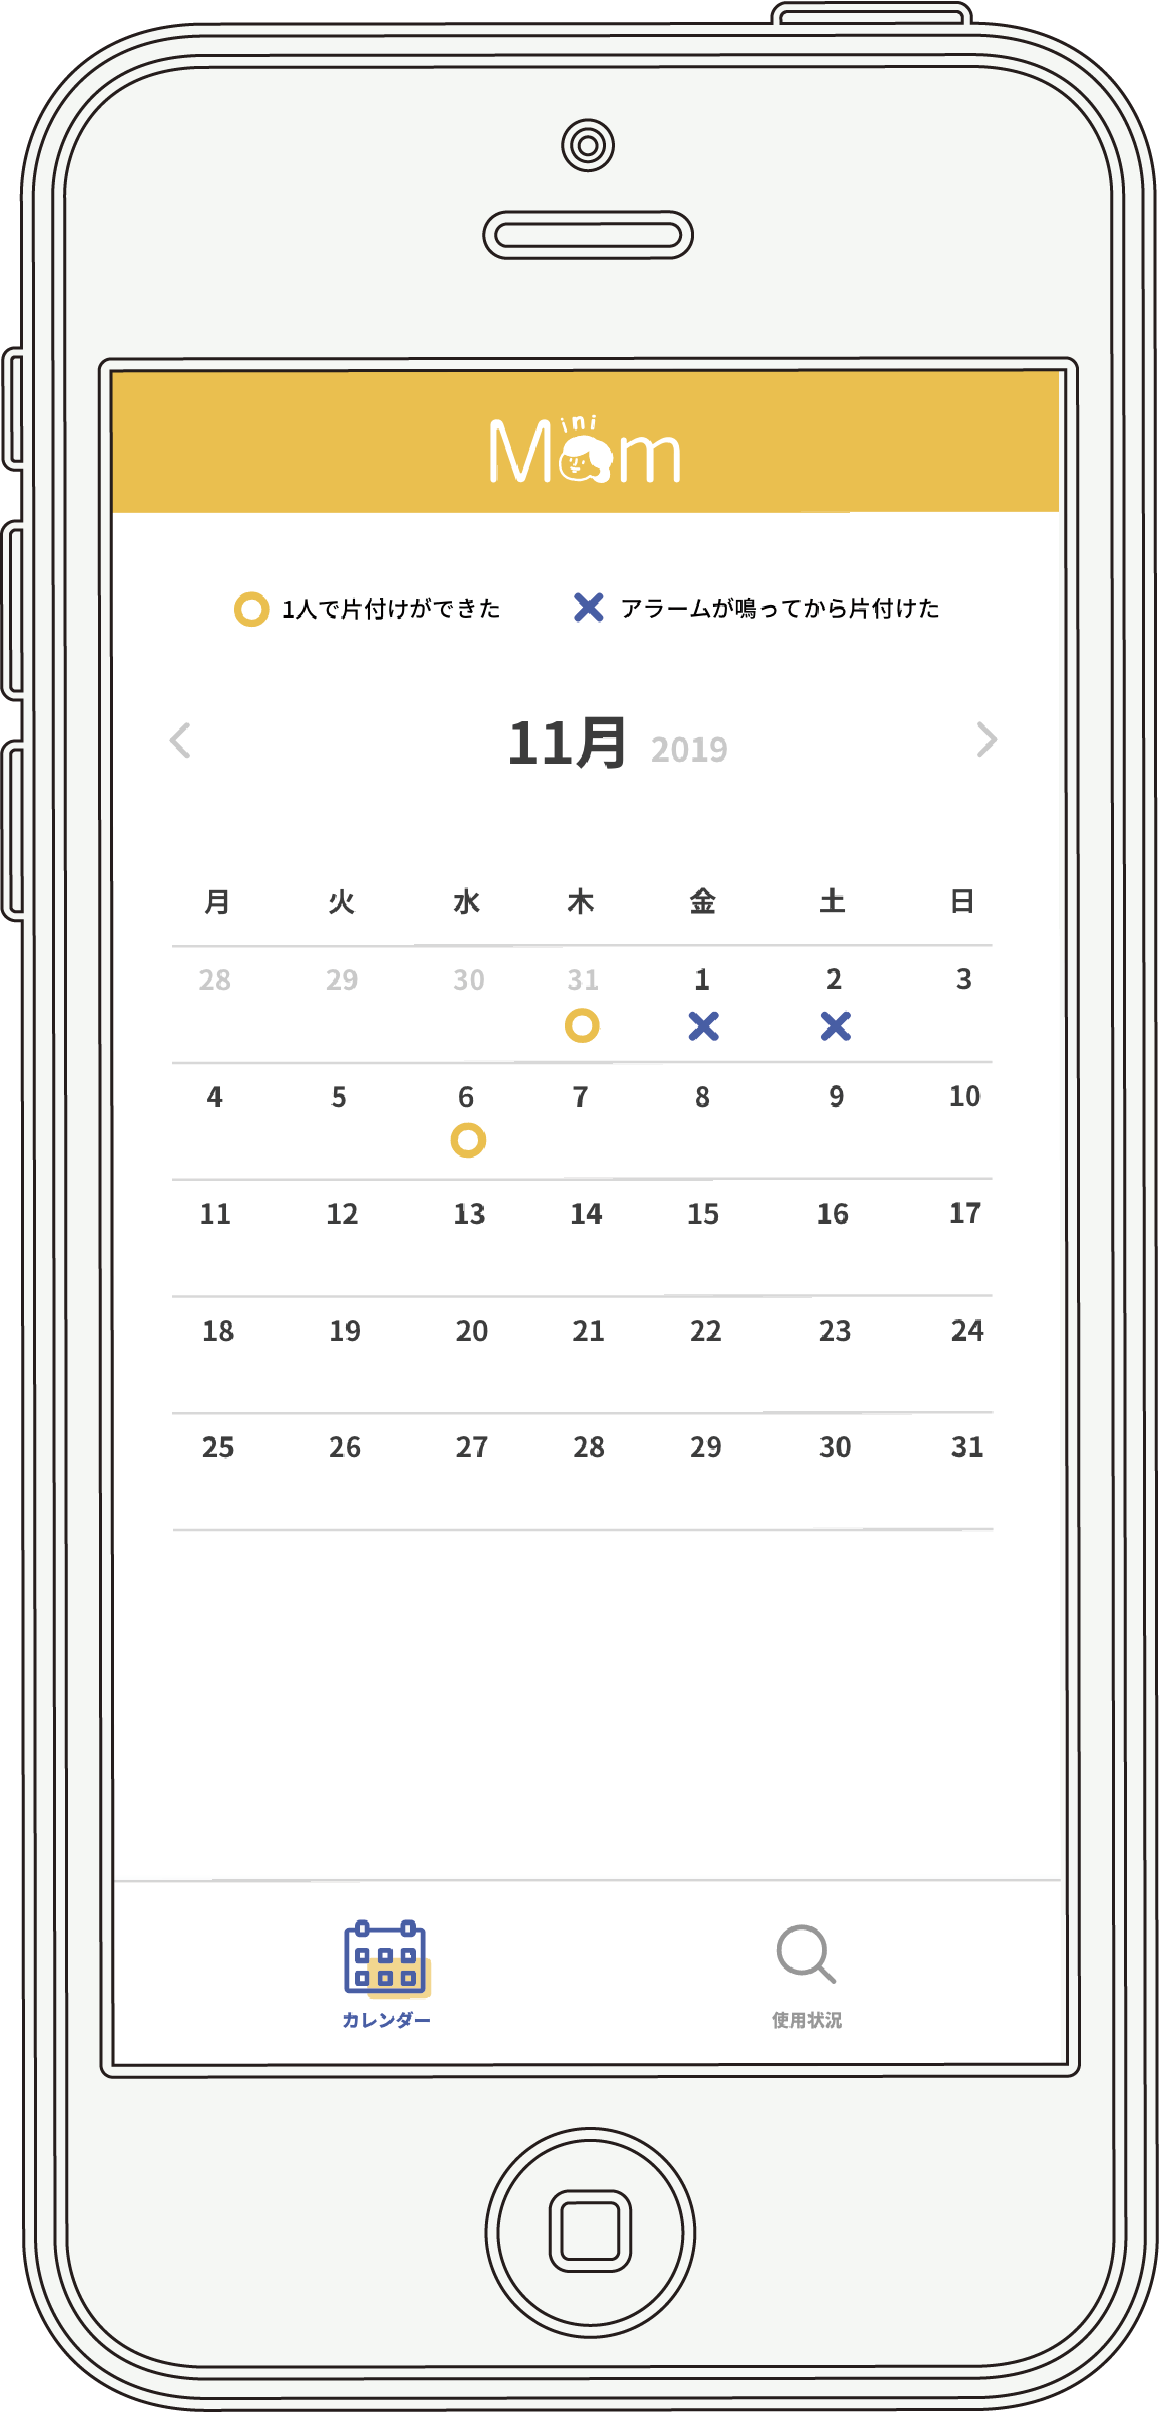 Mini Mom
1人で片付けができた
アラームが鳴ってから片付けた
11月 2019
月 火 水 木 金 土 日
28 29 30 31 1 2 3
4 5 6 7 8 9 10
11 12 13 14 15 16 17
18 19 20 21 22 23 24
25 26 27 28 29 30 31
カレンダー
使用状況